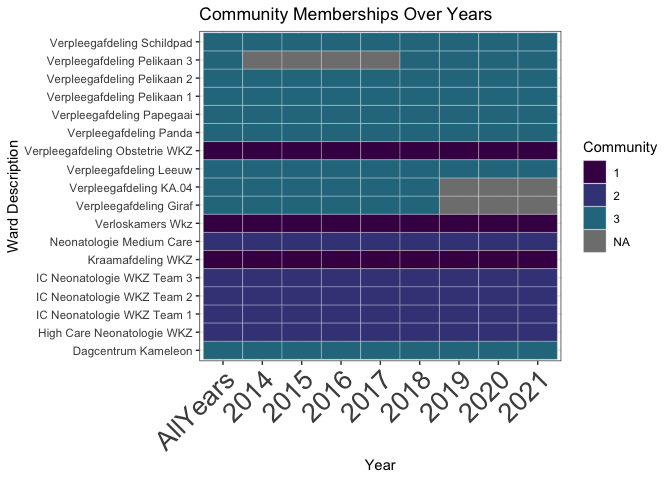 Community Memberships Over Years
Ward Description
Verpleegafdeling Schildpad
Verpleegafdeling Pelikaan 3
Verpleegafdeling Pelikaan 2
Verpleegafdeling Pelikaan 1
Verpleegafdeling Papegaai
Verpleegafdeling Panda
Verpleegafdeling Obstetrie WKZ
Verpleegafdeling Leeuw
Verpleegafdeling KA.04
Verpleegafdeling Giraf
Verloskamers Wkz
Neonatologie Medium Care
Kraamafdeling WKZ
IC Neonatologie WKZ Team 3
IC Neonatologie WKZ Team 2
IC Neonatologie WKZ Team 1
High Care Neonatologie WKZ
Dagcentrum Kameleon
AllYears 2014 2015 2016 2017 2018 2019 2020 2021
Year
Community
1
2
3
NA